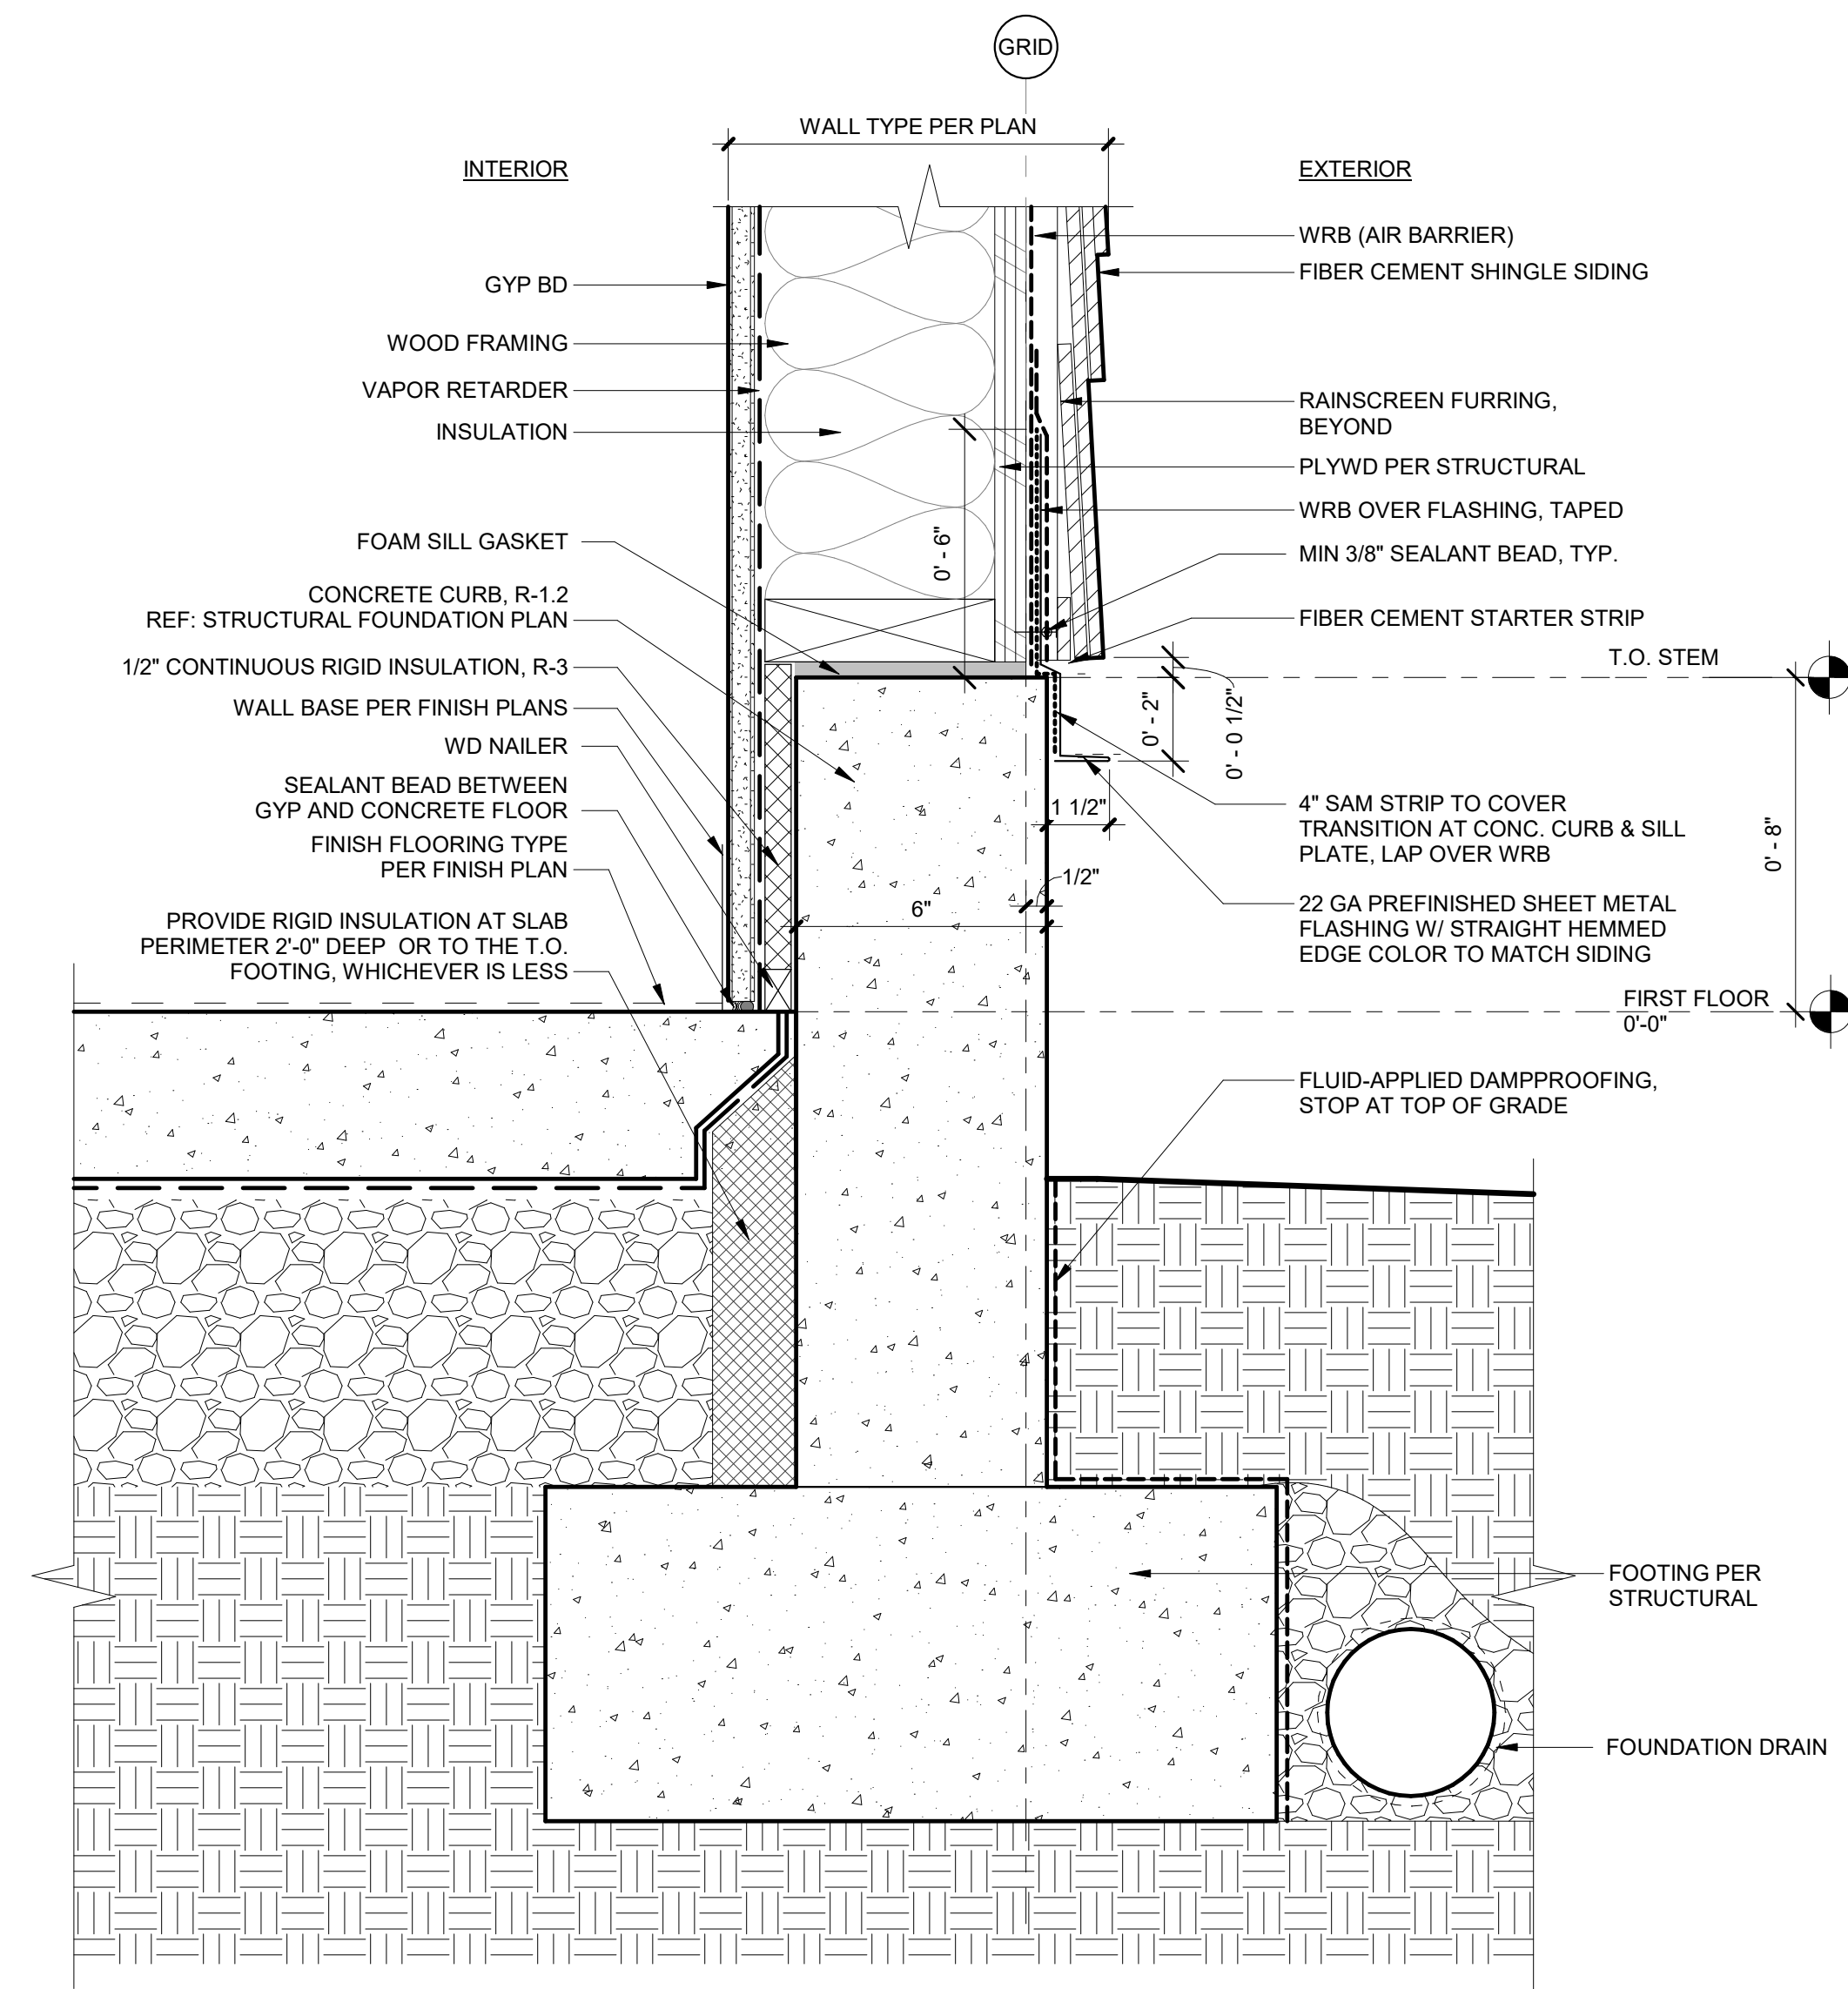 GRID
WALL TYPE PER PLAN
INTERIOR
EXTERIOR
GYP BD
WOOD FRAMING
VAPOR RETARDER
INSULATION
FOAM SILL GASKET
CONCRETE CURB, R-1.2
REF: STRUCTURAL FOUNDATION PLAN
1/2" CONTINUOUS RIGID INSULATION, R-3
WALL BASE PER FINISH PLANS
WD NAILER
SEALANT BEAD BETWEEN
GYP AND CONCRETE FLOOR
FINISH FLOORING TYPE
PER FINISH PLAN
PROVIDE RIGID INSULATION AT SLAB
PERIMETER 2'-0" DEEP OR TO THE T.O.
FOOTING, WHICHEVER IS LESS
0' - 6"
6"
1/2"
1 1/2"
0' - 2"
0' - 0 1/2"
WRB (AIR BARRIER)
FIBER CEMENT SHINGLE SIDING
RAINSCREEN FURRING,
BEYOND
PLYWD PER STRUCTURAL
WRB OVER FLASHING, TAPED
MIN 3/8" SEALANT BEAD, TYP.
FIBER CEMENT STARTER STRIP
T.O. STEM
4" SAM STRIP TO COVER
TRANSITION AT CONC. CURB & SILL
PLATE, LAP OVER WRB
0' - 8"
22 GA PREFINISHED SHEET METAL
FLASHING W/ STRAIGHT HEMMED
EDGE COLOR TO MATCH SIDING
FIRST FLOOR
0'-0"
FLUID-APPLIED DAMPPROOFING,
STOP AT TOP OF GRADE
FOOTING PER
STRUCTURAL
FOUNDATION DRAIN